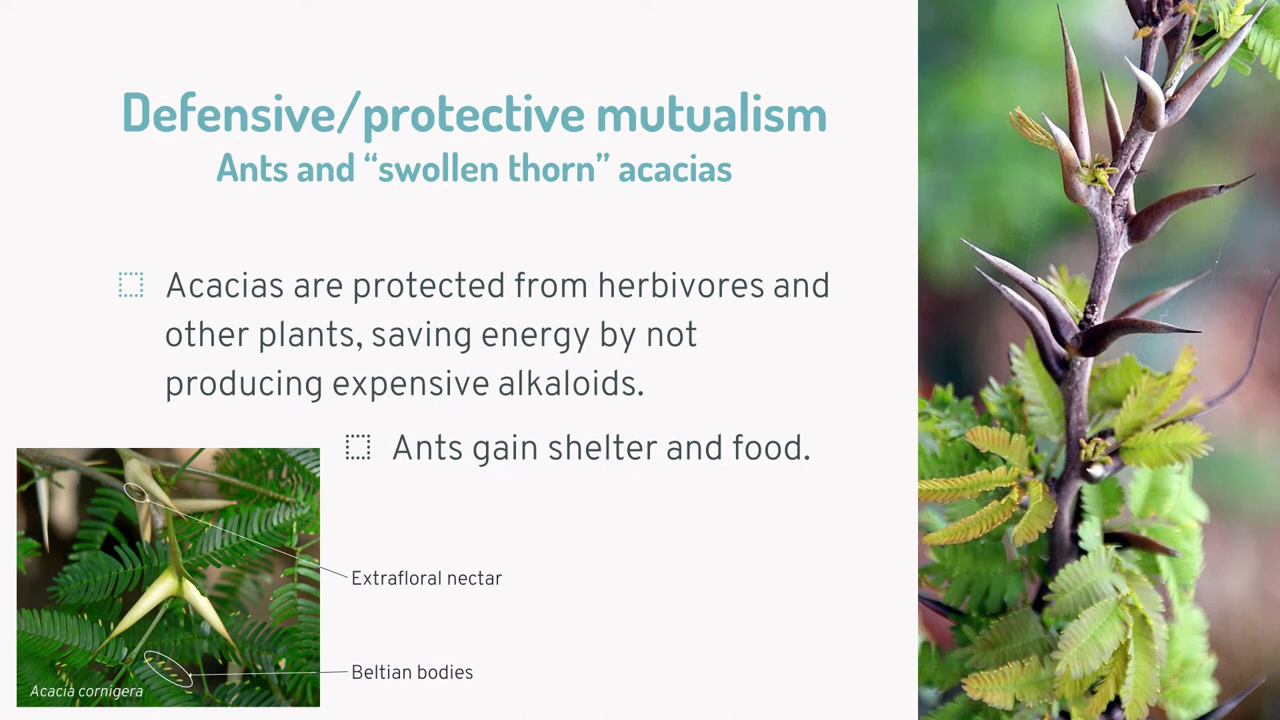 Defensive/protective mutualism
Ants and “swollen thorn” acacias
Acacias are protected from herbivores and
other plants, saving energy by not
producing expensive alkaloids.
Ants gain shelter and food.
Extrafloral nectar
Beltian bodies
Acacia cornigera